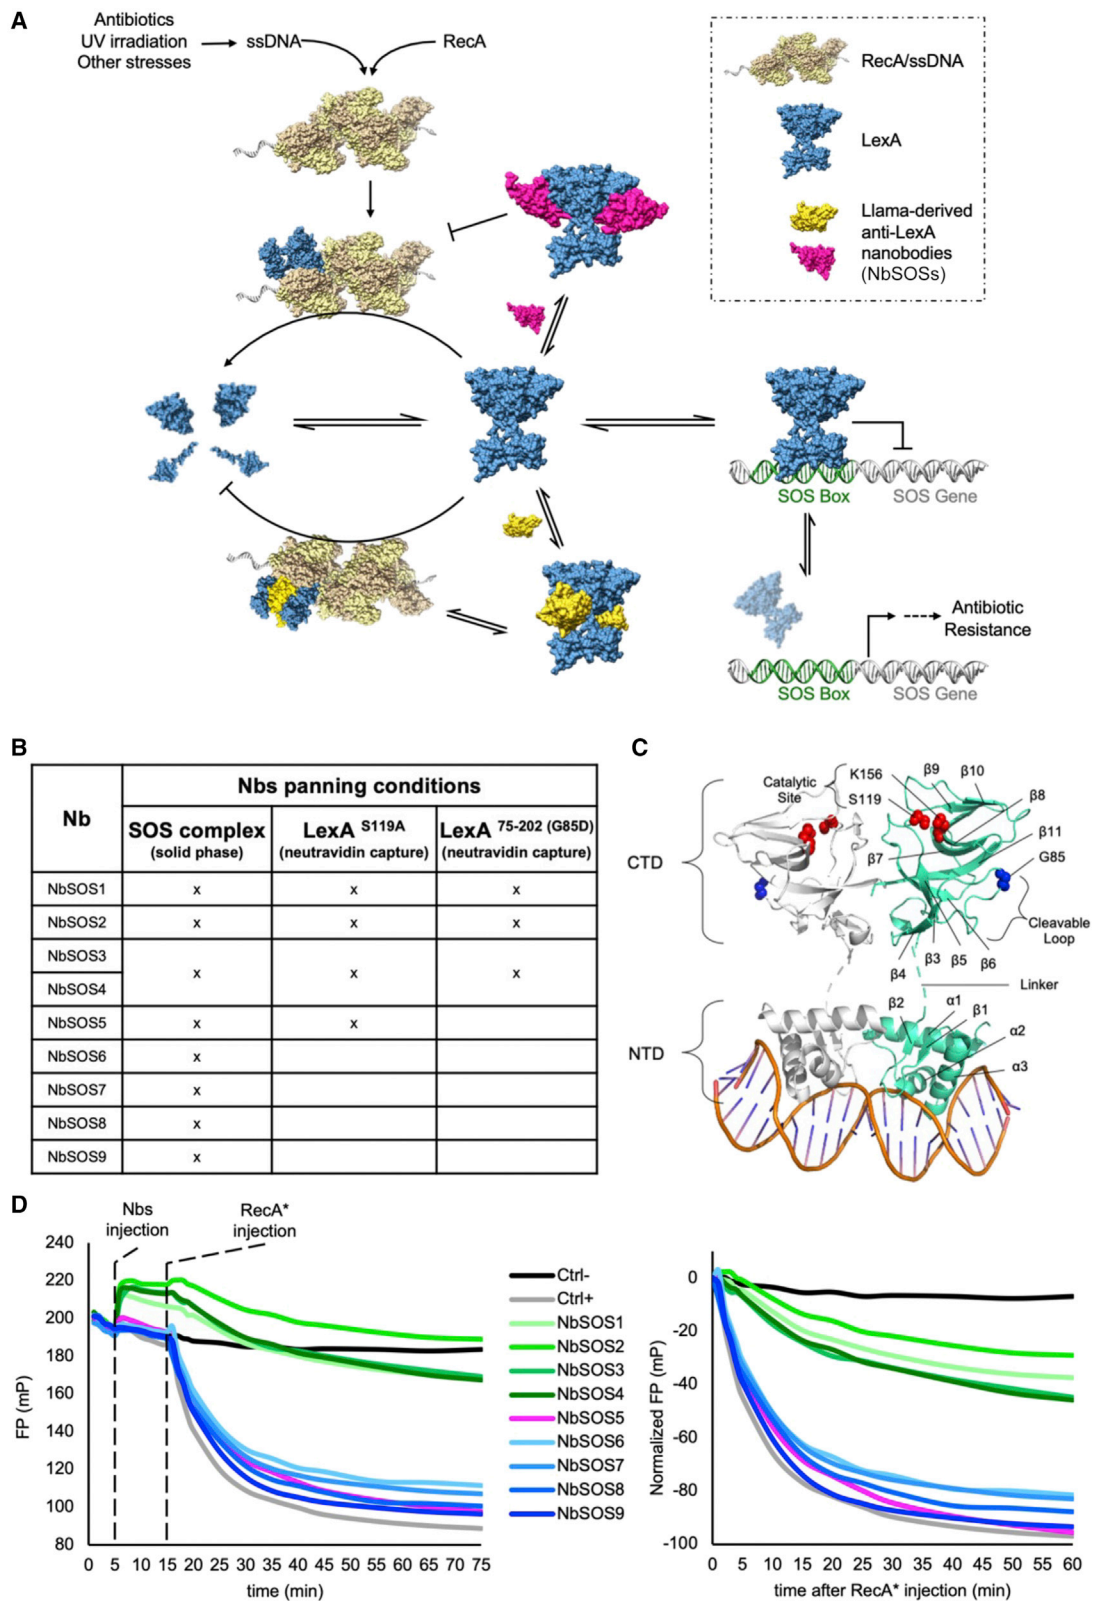 A
Antibiotics
UV irradiation
Other stresses
ssDNA
RecA
RecA/ssDNA
LexA
Llama-derived
anti-LexA
nanobodies
(NbSOSs)
SOS Box
SOS Gene
Antibiotic
Resistance
SOS Box
SOS Gene
B
Nb
Nbs panning conditions
SOS complex
(solid phase)
LexA S119A
(neutravidin capture)
LexA 75-202 (G85D)
(neutravidin capture)
NbSOS1 x x x
NbSOS2 x x x
NbSOS3
x x x
NbSOS4
NbSOS5 x x
NbSOS6 x
NbSOS7 x
NbSOS8 x
NbSOS9 x
C
Catalytic
Site
K156
S119
β9
β10
β8
β11
β7
G85
CTD
Cleavable
Loop
β4
β3
β5
β6
Linker
β2
α1
β1
α2
α3
NTD
D
Nbs
injection
RecA*
injection
FP (mP)
240
220
200
180
160
140
120
100
80
0 5 10 15 20 25 30 35 40 45 50 55 60 65 70 75
time (min)
Ctrl-
Ctrl+
NbSOS1
NbSOS2
NbSOS3
NbSOS4
NbSOS5
NbSOS6
NbSOS7
NbSOS8
NbSOS9
Normalized FP (mP)
0
-20
-40
-60
-80
-100
0 5 10 15 20 25 30 35 40 45 50 55 60
time after RecA* injection (min)